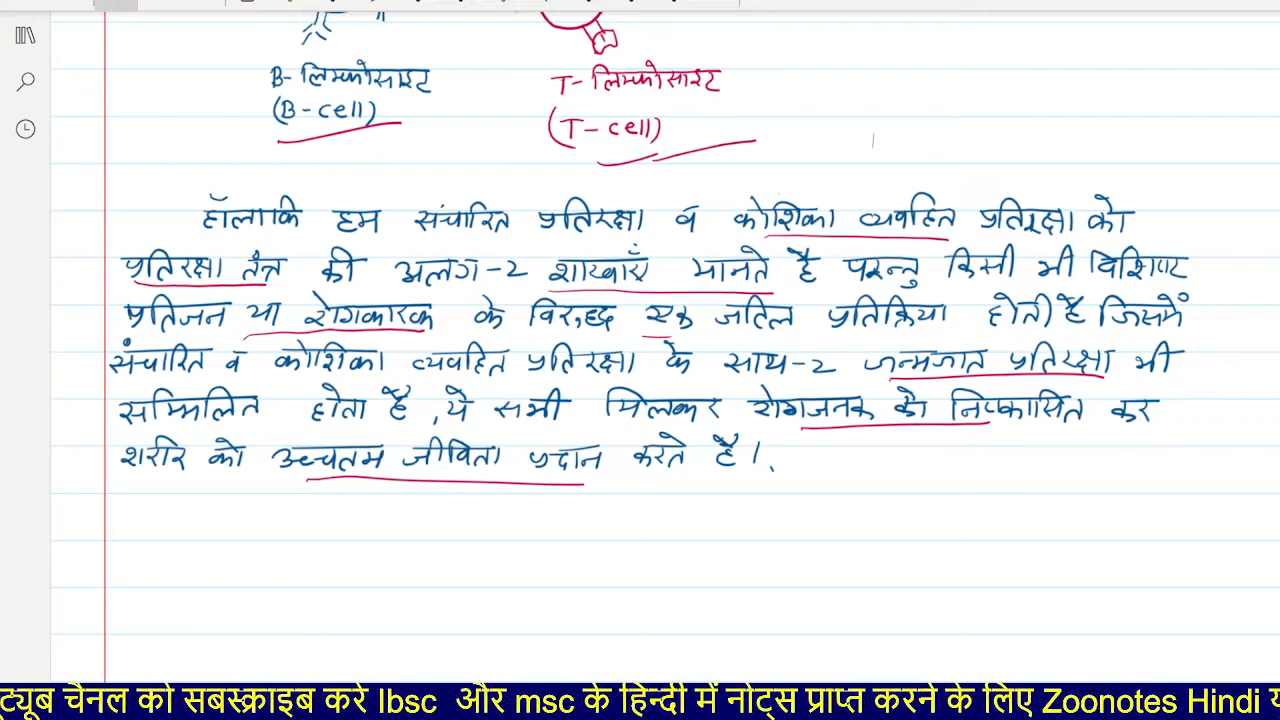 B- लिम्फोसाइट
(B-cell)
T- लिम्फोसाइट
(T-cell)
हॉलाकि हम संचारित प्रतिरक्षा व कोशिका व्यवहित प्रतिरक्षा को
प्रतिरक्षा तंत्र की अलग-2 शाखाएँ मानते है परन्तु किसी भी विशिष्ट
प्रतिजन या रोगकारक के विरुद्ध एक जटिल प्रतिक्रिया होती है जिसमें
संचारित व कोशिका व्यवहित प्रतिरक्षा के साथ-2 जन्मजात प्रतिरक्षा भी
सम्मिलित होता है, ये सभी मिलकर रोगजनक को निष्कासित कर
शरीर को उच्चतम जीविता प्रदान करते है।
ट्यूब चैनल को सबस्क्राइब करे Ibsc और msc के हिन्दी में नोट्स प्राप्त करने के लिए Zoonotes Hindi